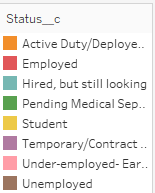 Status__c
Active Duty/Deploye..
Employed
Hired, but still looking
Pending Medical Sep..
Student
Temporary/Contract ..
Under-employed- Ear..
Unemployed